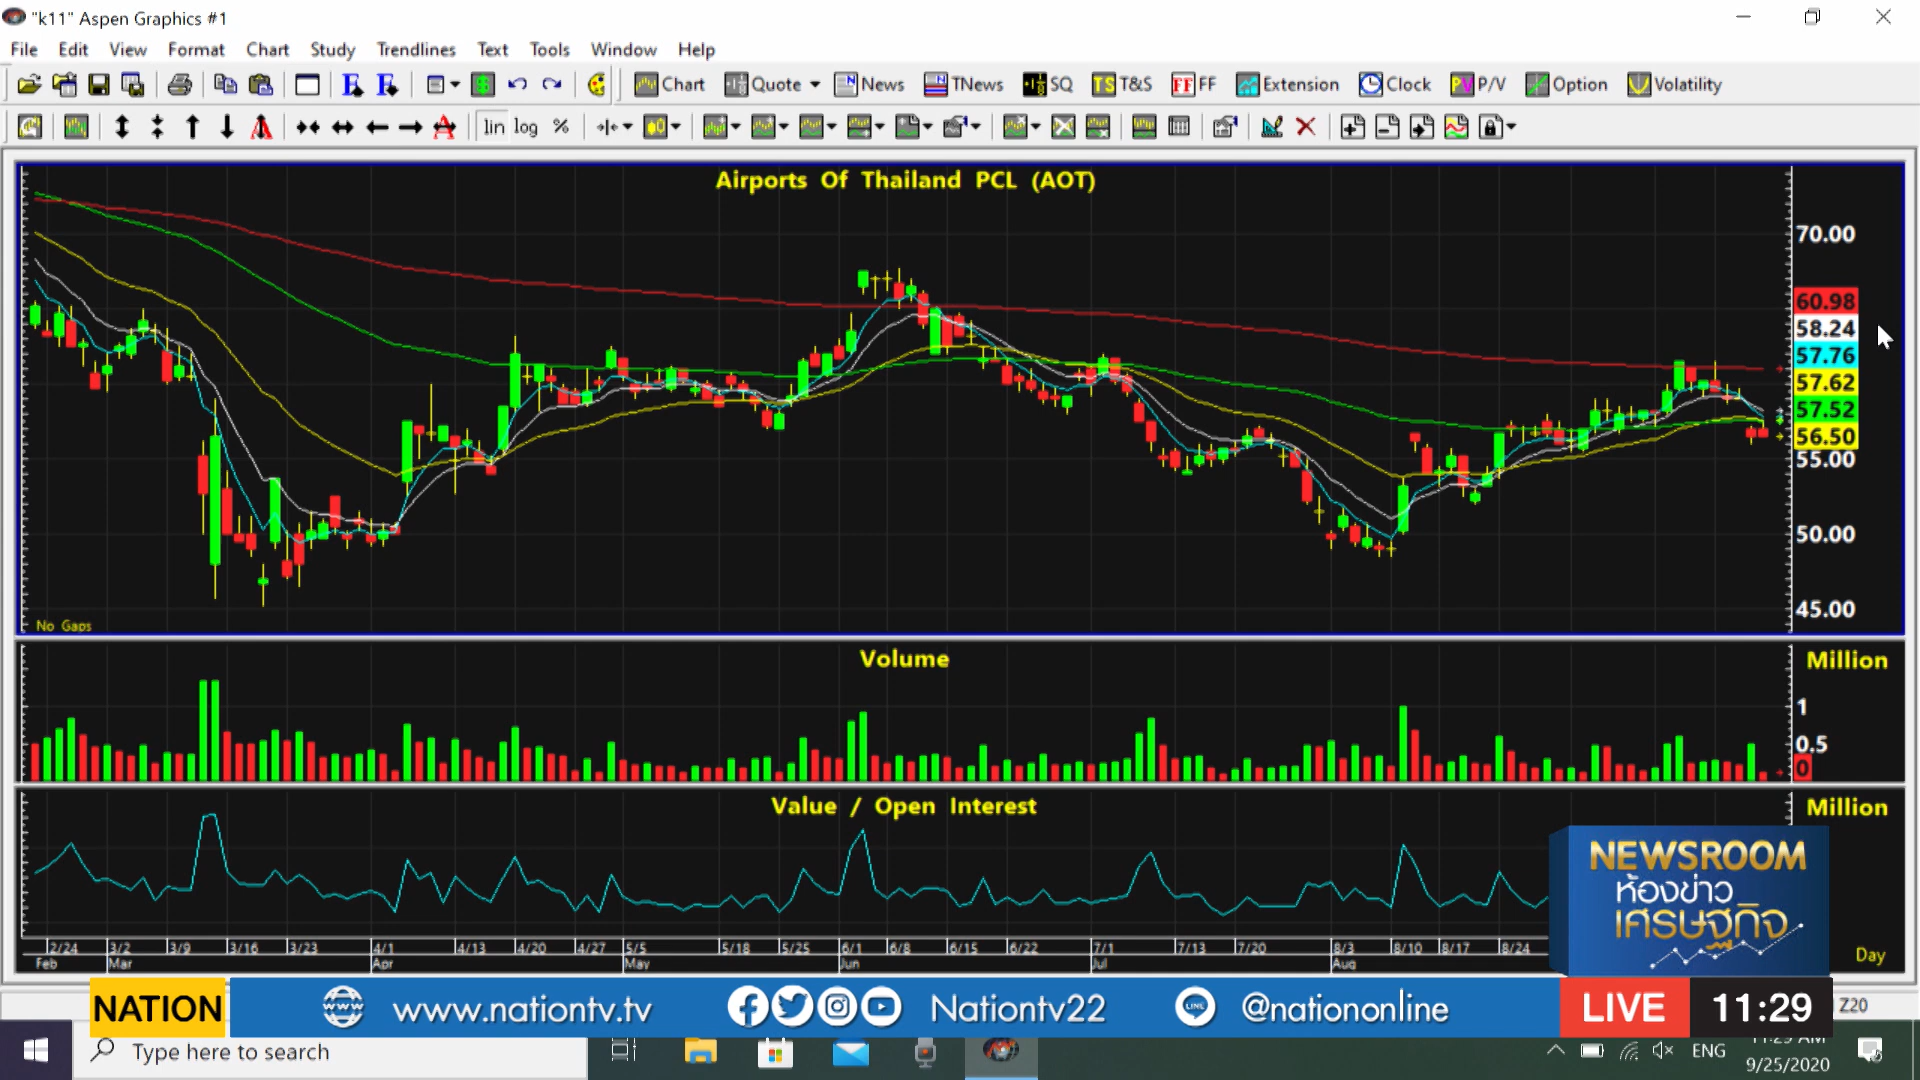 "k11" Aspen Graphics #1
File Edit View Format Chart Study Trendlines Text Tools Window Help
Chart Quote News TNews SQ TS T&S FF FF Extension Clock PV P/V Option Volatility
lin log %
Airports Of Thailand PCL (AOT)
70.00
60.98
58.24
57.76
57.62
57.52
56.50
55.00
50.00
45.00
No Gaps
Volume
Million
1
0.5
0
Value / Open Interest
Million
2/24 3/2 3/9 3/16 3/23 4/1 4/13 4/20 4/27 5/5 5/18 5/25 6/1 6/8 6/15 6/22 7/1 7/13 7/20 8/3 8/10 8/17 8/24
Feb Mar Apr May Jun Jul Aug
Day
NEWSROOM
ห้องข่าว
เศรษฐกิจ
NATION www.nationtv.tv Nationtv22 LINE @nationonline LIVE 11:29
Z20
Type here to search
ENG
11:29 AM
9/25/2020